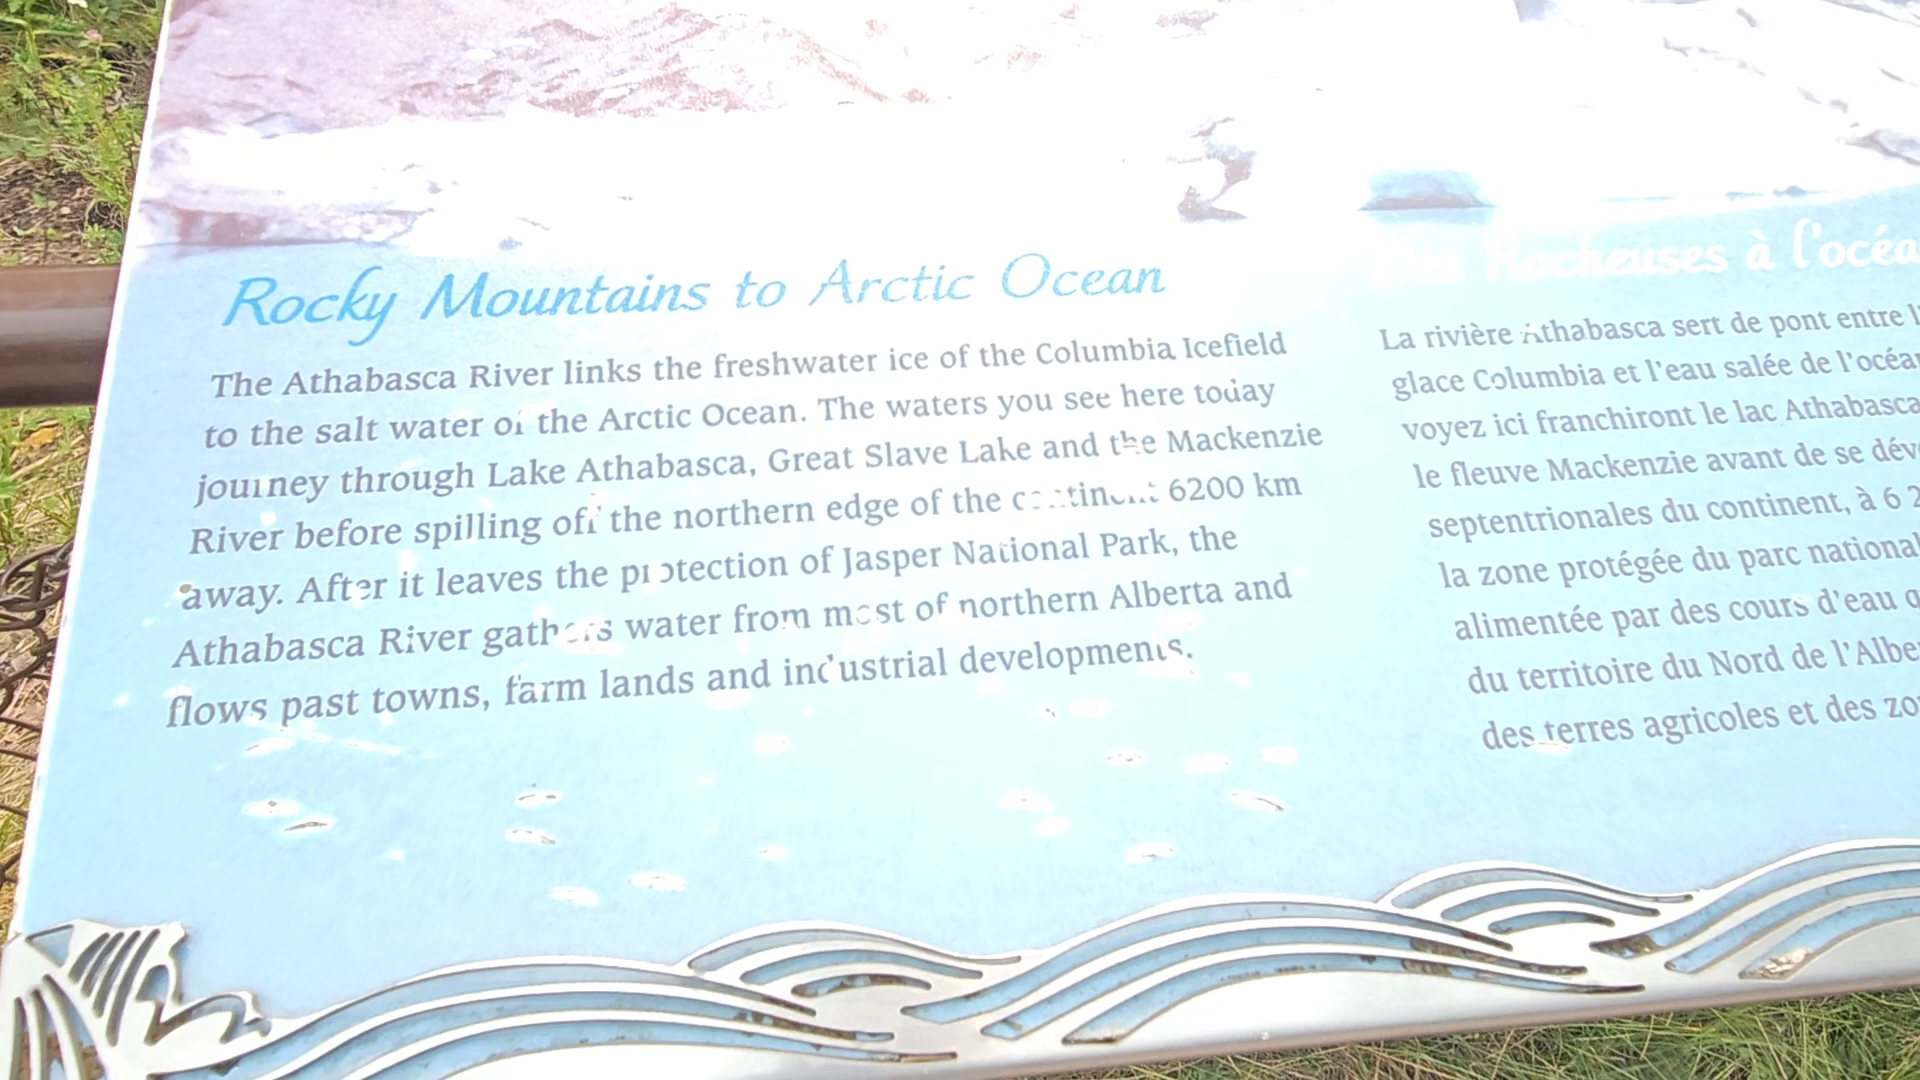 Rocky Mountains to Arctic Ocean
The Athabasca River links the freshwater ice of the Columbia Icefield
to the salt water of the Arctic Ocean. The waters you see here today
journey through Lake Athabasca, Great Slave Lake and the Mackenzie
River before spilling off the northern edge of the continent 6200 km
away. After it leaves the protection of Jasper National Park, the
Athabasca River gathers water from most of northern Alberta and
flows past towns, farm lands and industrial developments.
Des Rocheuses à l'océa
La rivière Athabasca sert de pont entre l'
glace Columbia et l'eau salée de l'océa
voyez ici franchiront le lac Athabasca
le fleuve Mackenzie avant de se dév
septentrionales du continent, à 6 2
la zone protégée du parc national
alimentée par des cours d'eau q
du territoire du Nord de l'Albe
des terres agricoles et des zo